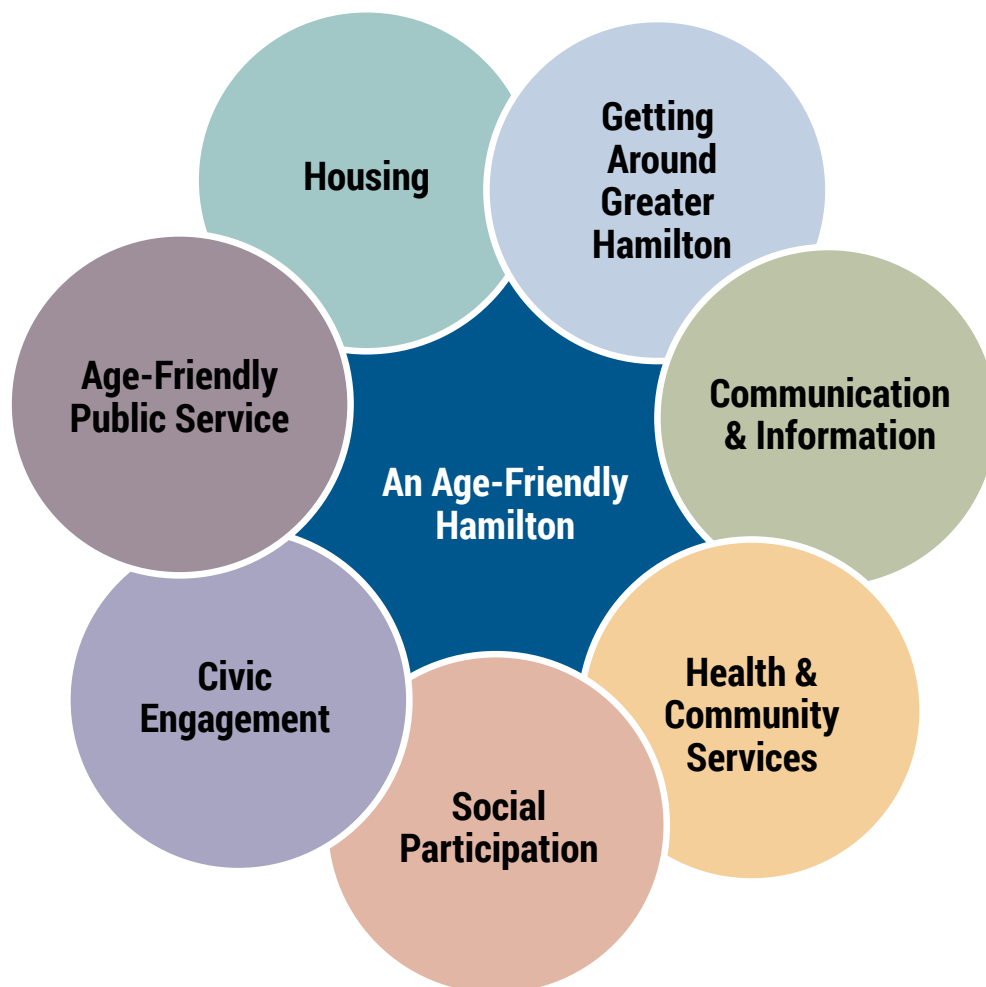 Housing
Getting
Around
Greater
Hamilton
Age-Friendly
Public Service
Communication
& Information
An Age-Friendly
Hamilton
Civic
Engagement
Health &
Community
Services
Social
Participation